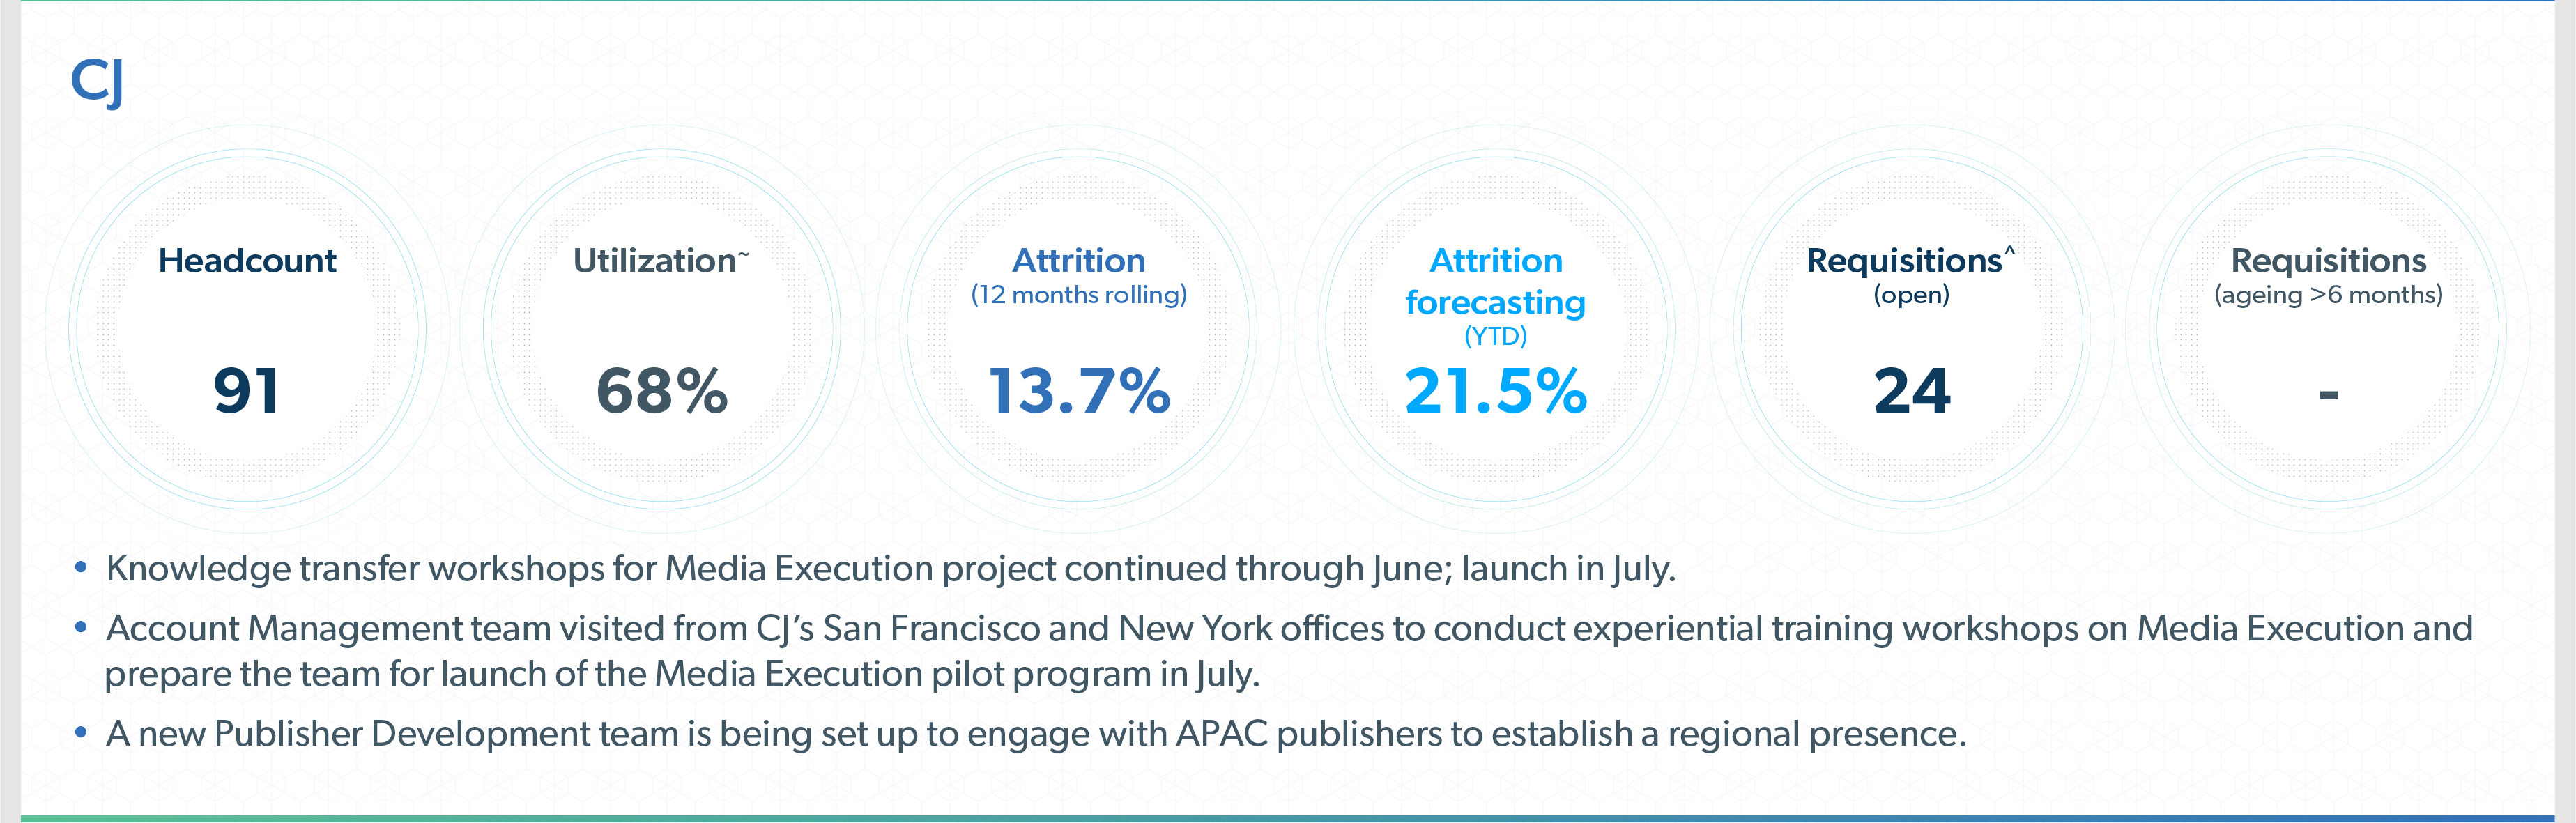 CJ
Headcount
91
Utilization~
68%
Attrition
(12 months rolling)
13.7%
Attrition
forecasting
(YTD)
21.5%
Requisitions^
(open)
24
Requisitions
(ageing >6 months)
-
• Knowledge transfer workshops for Media Execution project continued through June; launch in July.
• Account Management team visited from CJ’s San Francisco and New York offices to conduct experiential training workshops on Media Execution and
prepare the team for launch of the Media Execution pilot program in July.
• A new Publisher Development team is being set up to engage with APAC publishers to establish a regional presence.